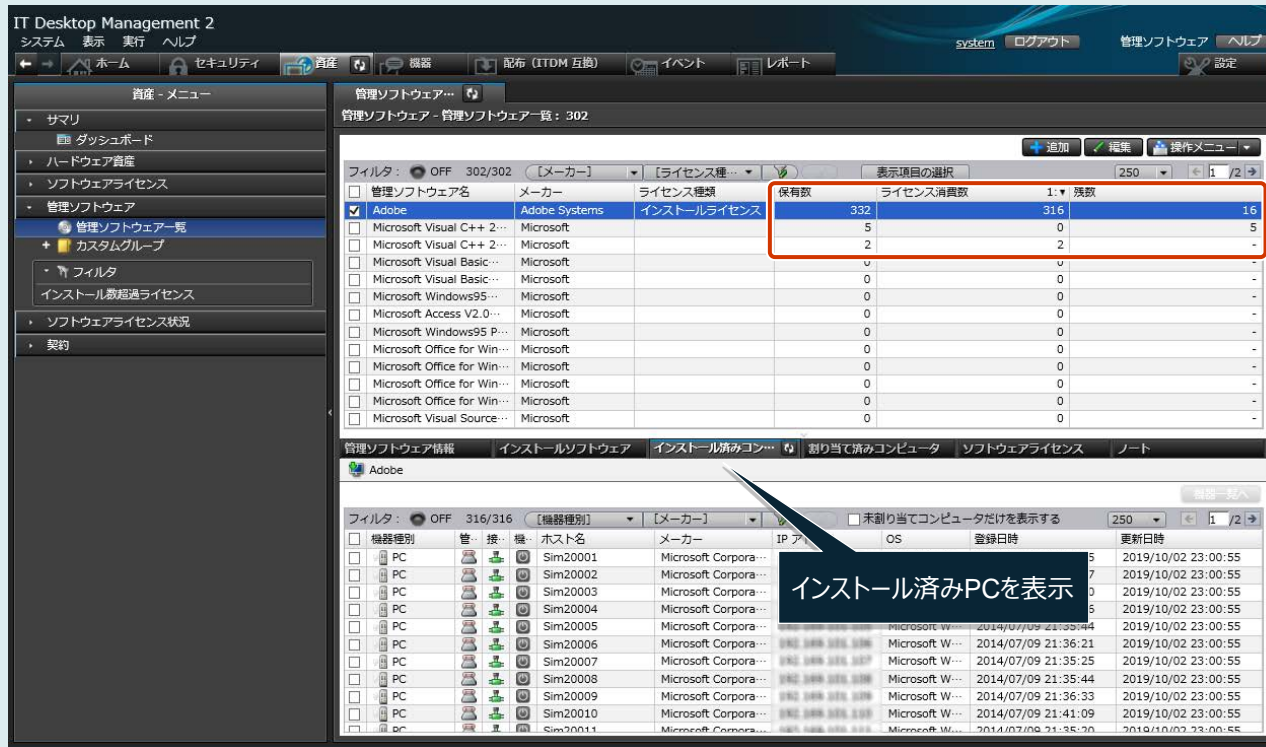 IT Desktop Management 2
システム 表示 実行 ヘルプ
system ログアウト 管理ソフトウェア ヘルプ
ホーム セキュリティ 資産 機器 配布 (ITDM 互換) イベント レポート 設定
資産 - メニュー
サマリ
ダッシュボード
ハードウェア資産
ソフトウェアライセンス
管理ソフトウェア
管理ソフトウェア一覧
カスタムグループ
フィルタ
インストール数超過ライセンス
ソフトウェアライセンス状況
契約
管理ソフトウェア…
管理ソフトウェア - 管理ソフトウェア一覧 : 302
追加 編集 操作メニュー
フィルタ : OFF 302/302 [メーカー] [ライセンス種… 表示項目の選択 250 1 /2
管理ソフトウェア名 メーカー ライセンス種類 保有数 ライセンス消費数 1:▼ 残数
Adobe Adobe Systems インストールライセンス 332 316 16
Microsoft Visual C++ 2… Microsoft 5 0 5
Microsoft Visual C++ 2… Microsoft 2 2 -
Microsoft Visual Basic… Microsoft 0 0 -
Microsoft Visual Basic… Microsoft 0 0 -
Microsoft Windows95… Microsoft 0 0 -
Microsoft Access V2.0… Microsoft 0 0 -
Microsoft Windows95 P… Microsoft 0 0 -
Microsoft Office for Win… Microsoft 0 0 -
Microsoft Office for Win… Microsoft 0 0 -
Microsoft Office for Win… Microsoft 0 0 -
Microsoft Office for Win… Microsoft 0 0 -
Microsoft Visual Source… Microsoft 0 0 -
管理ソフトウェア情報 インストールソフトウェア インストール済みコン… 割り当て済みコンピュータ ソフトウェアライセンス ノート
Adobe
機器一覧へ
フィルタ : OFF 316/316 [機器種別] [メーカー] 未割り当てコンピュータだけを表示する 250 1 /2
機器種別 管… 接… 機… ホスト名 メーカー IP ア OS 登録日時 更新日時
PC Sim20001 Microsoft Corpora… 5 2019/10/02 23:00:55
PC Sim20002 Microsoft Corpora… 7 2019/10/02 23:00:55
PC Sim20003 Microsoft Corpora… 0 2019/10/02 23:00:55
PC Sim20004 Microsoft Corpora… 2019/10/02 23:00:55
PC Sim20005 Microsoft Corpora… Microsoft W… 2014/07/09 21:35:44 2019/10/02 23:00:55
PC Sim20006 Microsoft Corpora… Microsoft W… 2014/07/09 21:36:21 2019/10/02 23:00:55
PC Sim20007 Microsoft Corpora… Microsoft W… 2014/07/09 21:35:25 2019/10/02 23:00:55
PC Sim20008 Microsoft Corpora… Microsoft W… 2014/07/09 21:35:44 2019/10/02 23:00:55
PC Sim20009 Microsoft Corpora… Microsoft W… 2014/07/09 21:36:33 2019/10/02 23:00:55
PC Sim20010 Microsoft Corpora… Microsoft W… 2014/07/09 21:41:09 2019/10/02 23:00:55
PC Sim20011 Microsoft Corpora… Microsoft W… 2014/07/09 21:35:20 2019/10/02 23:00:55
インストール済みPCを表示